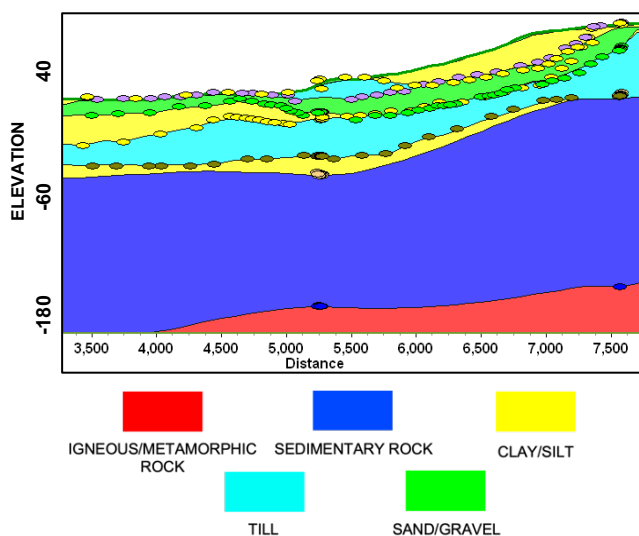 40
-60
-180
ELEVATION
3,500 4,000 4,500 5,000 5,500 6,000 6,500 7,000 7,500
Distance
IGNEOUS/METAMORPHIC
ROCK
SEDIMENTARY ROCK
CLAY/SILT
TILL
SAND/GRAVEL